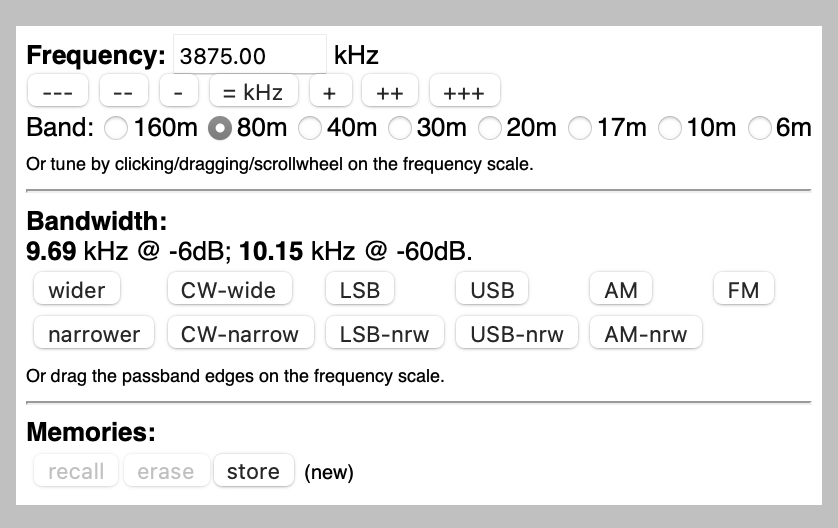 Frequency: 3875.00 kHz
--- -- - = kHz + ++ +++
Band: 160m 80m 40m 30m 20m 17m 10m 6m
Or tune by clicking/dragging/scrollwheel on the frequency scale.
Bandwidth:
9.69 kHz @ -6dB; 10.15 kHz @ -60dB.
wider CW-wide LSB USB AM FM
narrower CW-narrow LSB-nrw USB-nrw AM-nrw
Or drag the passband edges on the frequency scale.
Memories:
recall erase store (new)